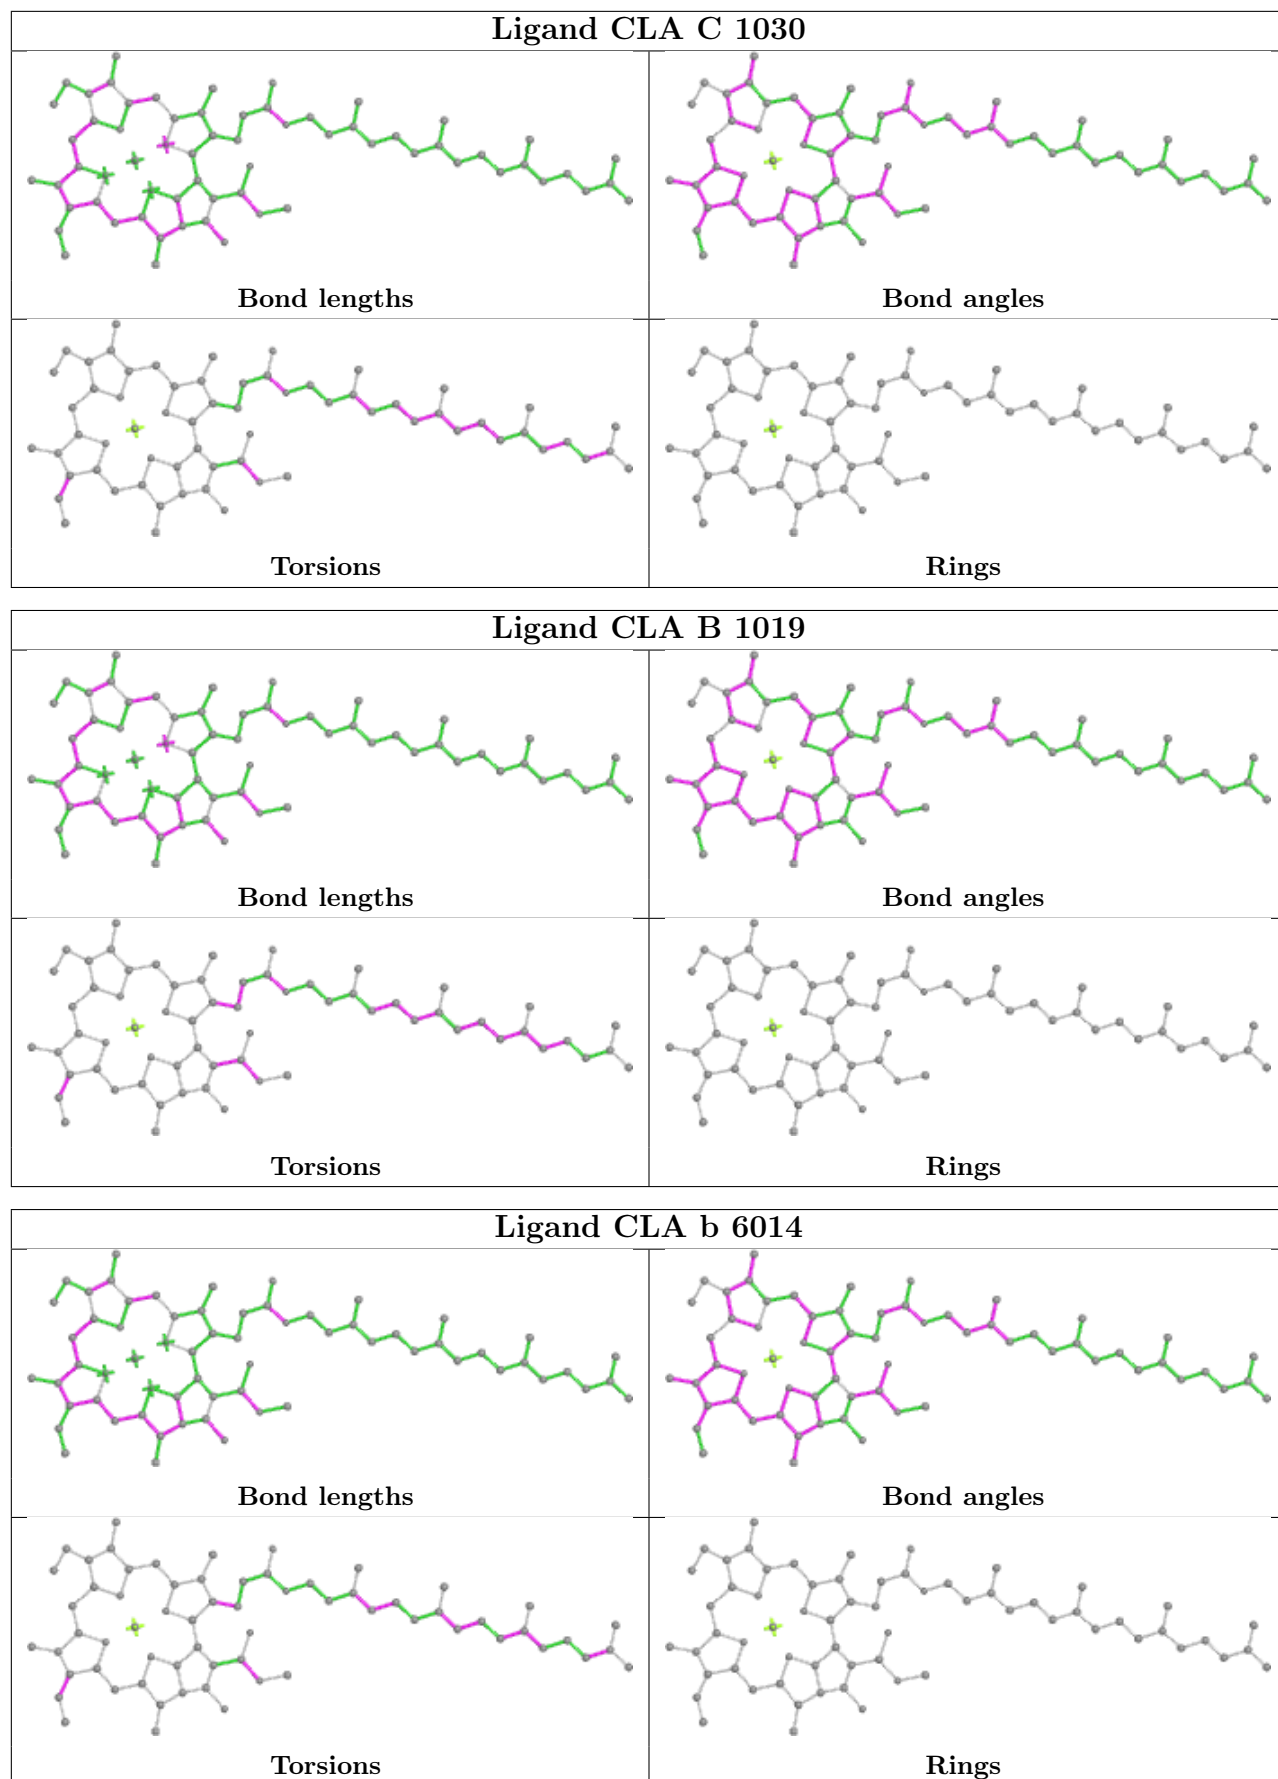 Ligand CLA C 1030
Bond lengths
Bond angles
Torsions
Rings
Ligand CLA B 1019
Bond lengths
Bond angles
Torsions
Rings
Ligand CLA b 6014
Bond lengths
Bond angles
Torsions
Rings